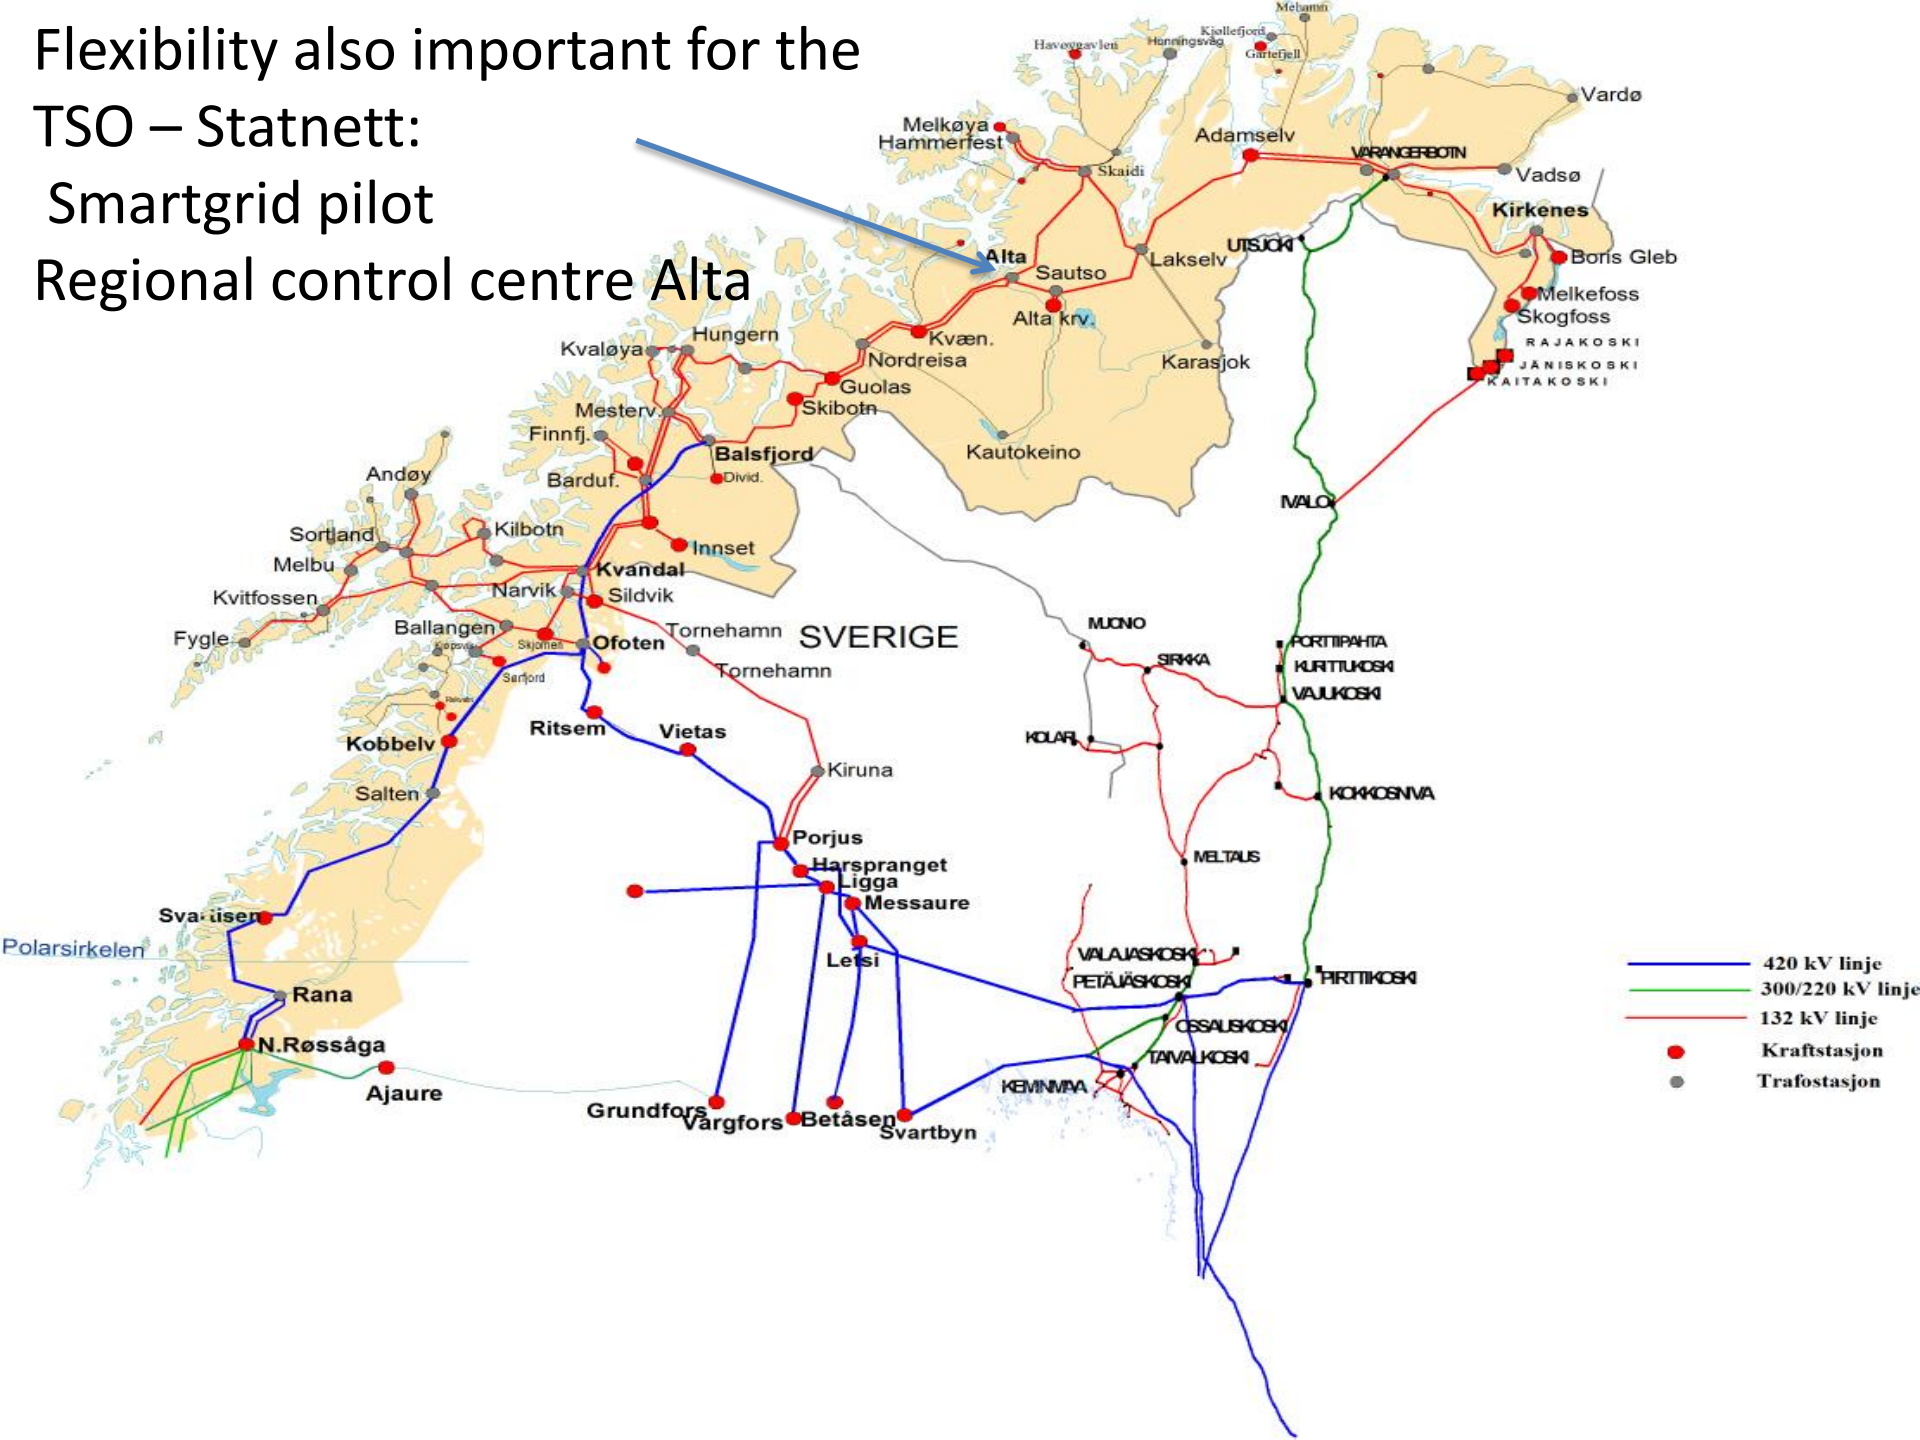 Flexibility also important for the
TSO – Statnett:
Smartgrid pilot
Regional control centre Alta
Mehamn
Kjøllefjord
Havøygavlen
Honningsvåg
Gartefjell
Vardø
Melkøya
Hammerfest
Adamselv
VARANGERBOTN
Skaidi
Vadsø
Kirkenes
UTSJOKI
Alta
Sautso
Lakselv
Boris Gleb
Melkefoss
Alta krv.
Skogfoss
Hungern
Kvaløya
Kvæn.
Nordreisa
Karasjok
RAJAKOSKI
JÄNISKOSKI
KAITAKOSKI
Guolas
Skibotn
Mesterv.
Finnfj.
Balsfjord
Kautokeino
Andøy
Barduf.
Divid.
IVALO
Sortland
Kilbotn
Innset
Melbu
Kvandal
Narvik
Sildvik
Kvitfossen
Fygle
Ballangen
Tornehamn
SVERIGE
MUONIO
Kjøpsvik
Skjomen
Ofoten
PORTTIPAHTA
SIRKKA
KURITTUKOSKI
Tornehamn
Sørfjord
VAJUKOSKI
Ritsem
Vietas
Kobbelv
KOLARI
Kiruna
Salten
KOKKOSNIVA
Porjus
Harspranget
MELTAUS
Ligga
Messaure
Svartisen
Polarsirkelen
Letsi
VALAJASKOSKI
PETÄJÄSKOSKI
PIRTTIKOSKI
420 kV linje
300/220 kV linje
132 kV linje
Rana
OSSAUSKOSKI
N.Røssåga
TAIVALKOSKI
Kraftstasjon
Trafostasjon
Ajaure
KEMINMAA
Grundfors
Vargfors
Betåsen
Svartbyn